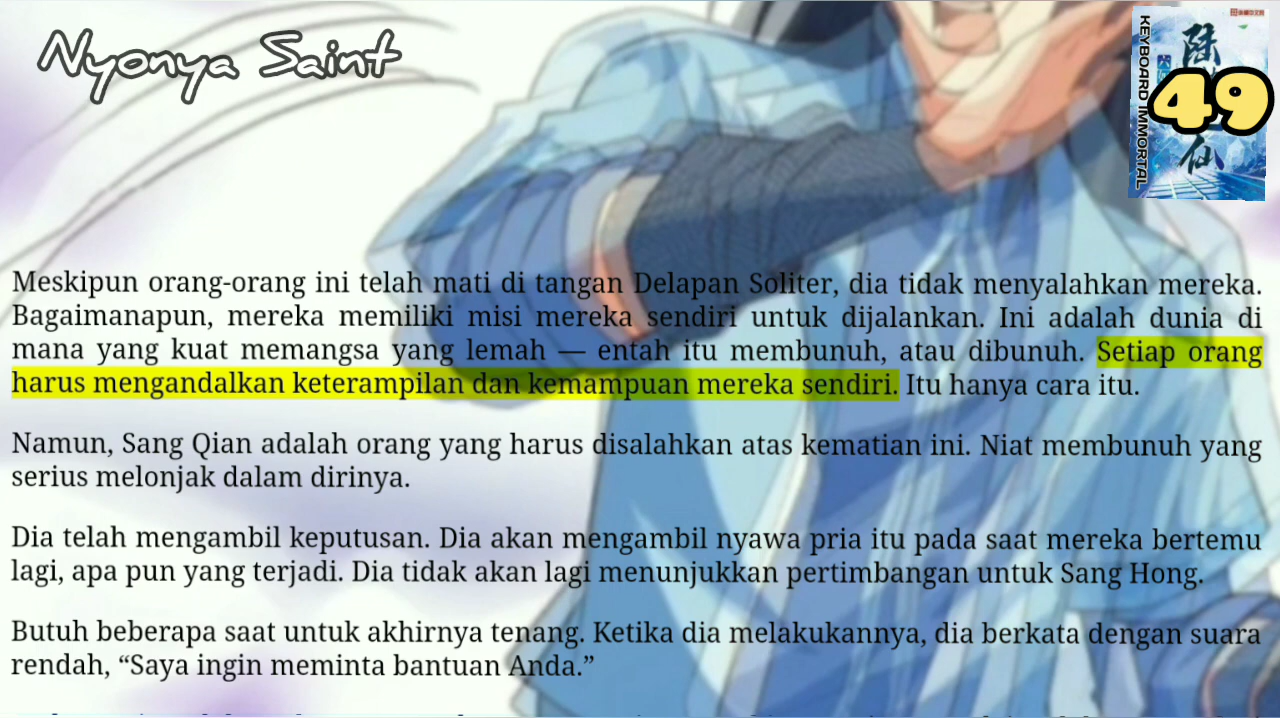 Nyonya Saint
KEYBOARD IMMORTAL
49
仙
Meskipun orang-orang ini telah mati di tangan Delapan Soliter, dia tidak menyalahkan mereka.
Bagaimanapun, mereka memiliki misi mereka sendiri untuk dijalankan. Ini adalah dunia di
mana yang kuat memangsa yang lemah — entah itu membunuh, atau dibunuh. Setiap orang
harus mengandalkan keterampilan dan kemampuan mereka sendiri. Itu hanya cara itu.
Namun, Sang Qian adalah orang yang harus disalahkan atas kematian ini. Niat membunuh yang
serius melonjak dalam dirinya.
Dia telah mengambil keputusan. Dia akan mengambil nyawa pria itu pada saat mereka bertemu
lagi, apa pun yang terjadi. Dia tidak akan lagi menunjukkan pertimbangan untuk Sang Hong.
Butuh beberapa saat untuk akhirnya tenang. Ketika dia melakukannya, dia berkata dengan suara
rendah, “Saya ingin meminta bantuan Anda.”